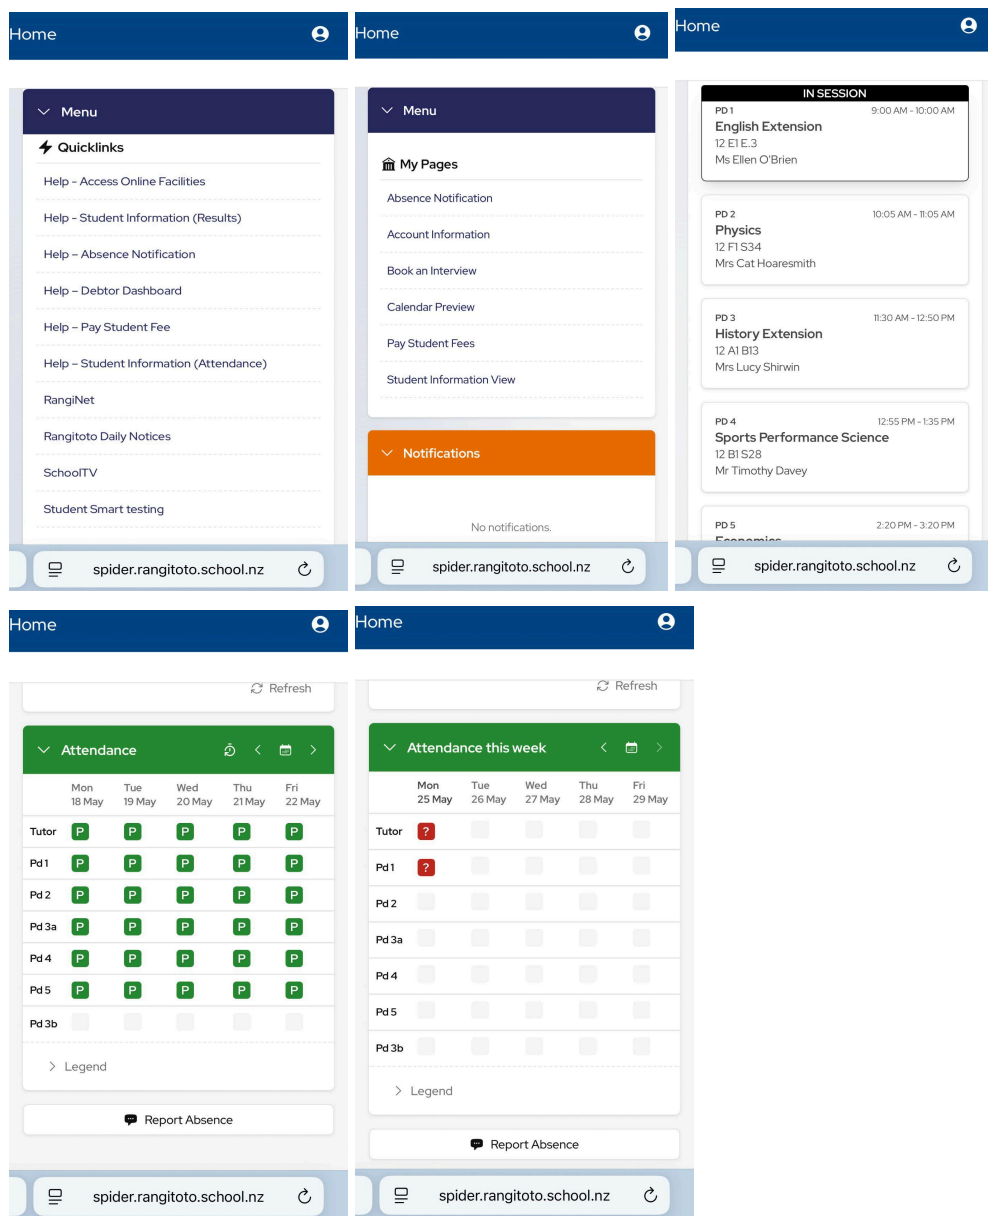 Home
Menu
Quicklinks
Help - Access Online Facilities
Help - Student Information (Results)
Help – Absence Notification
Help – Debtor Dashboard
Help – Pay Student Fee
Help – Student Information (Attendance)
RangiNet
Rangitoto Daily Notices
SchoolTV
Student Smart testing
spider.rangitoto.school.nz
Home
Menu
My Pages
Absence Notification
Account Information
Book an Interview
Calendar Preview
Pay Student Fees
Student Information View
Notifications
No notifications.
spider.rangitoto.school.nz
Home
IN SESSION
PD 1 9:00 AM - 10:00 AM
English Extension
12 E1 E.3
Ms Ellen O'Brien
PD 2 10:05 AM - 11:05 AM
Physics
12 F1 S34
Mrs Cat Hoaresmith
PD 3 11:30 AM - 12:50 PM
History Extension
12 A1 B13
Mrs Lucy Shirwin
PD 4 12:55 PM - 1:35 PM
Sports Performance Science
12 B1 S28
Mr Timothy Davey
PD 5 2:20 PM - 3:20 PM
Economics
spider.rangitoto.school.nz
Home
Refresh
Attendance
Mon Tue Wed Thu Fri
18 May 19 May 20 May 21 May 22 May
Tutor P P P P P
Pd 1 P P P P P
Pd 2 P P P P P
Pd 3a P P P P P
Pd 4 P P P P P
Pd 5 P P P P P
Pd 3b
Legend
Report Absence
spider.rangitoto.school.nz
Home
Refresh
Attendance this week
Mon Tue Wed Thu Fri
25 May 26 May 27 May 28 May 29 May
Tutor ?
Pd 1 ?
Pd 2
Pd 3a
Pd 4
Pd 5
Pd 3b
Legend
Report Absence
spider.rangitoto.school.nz